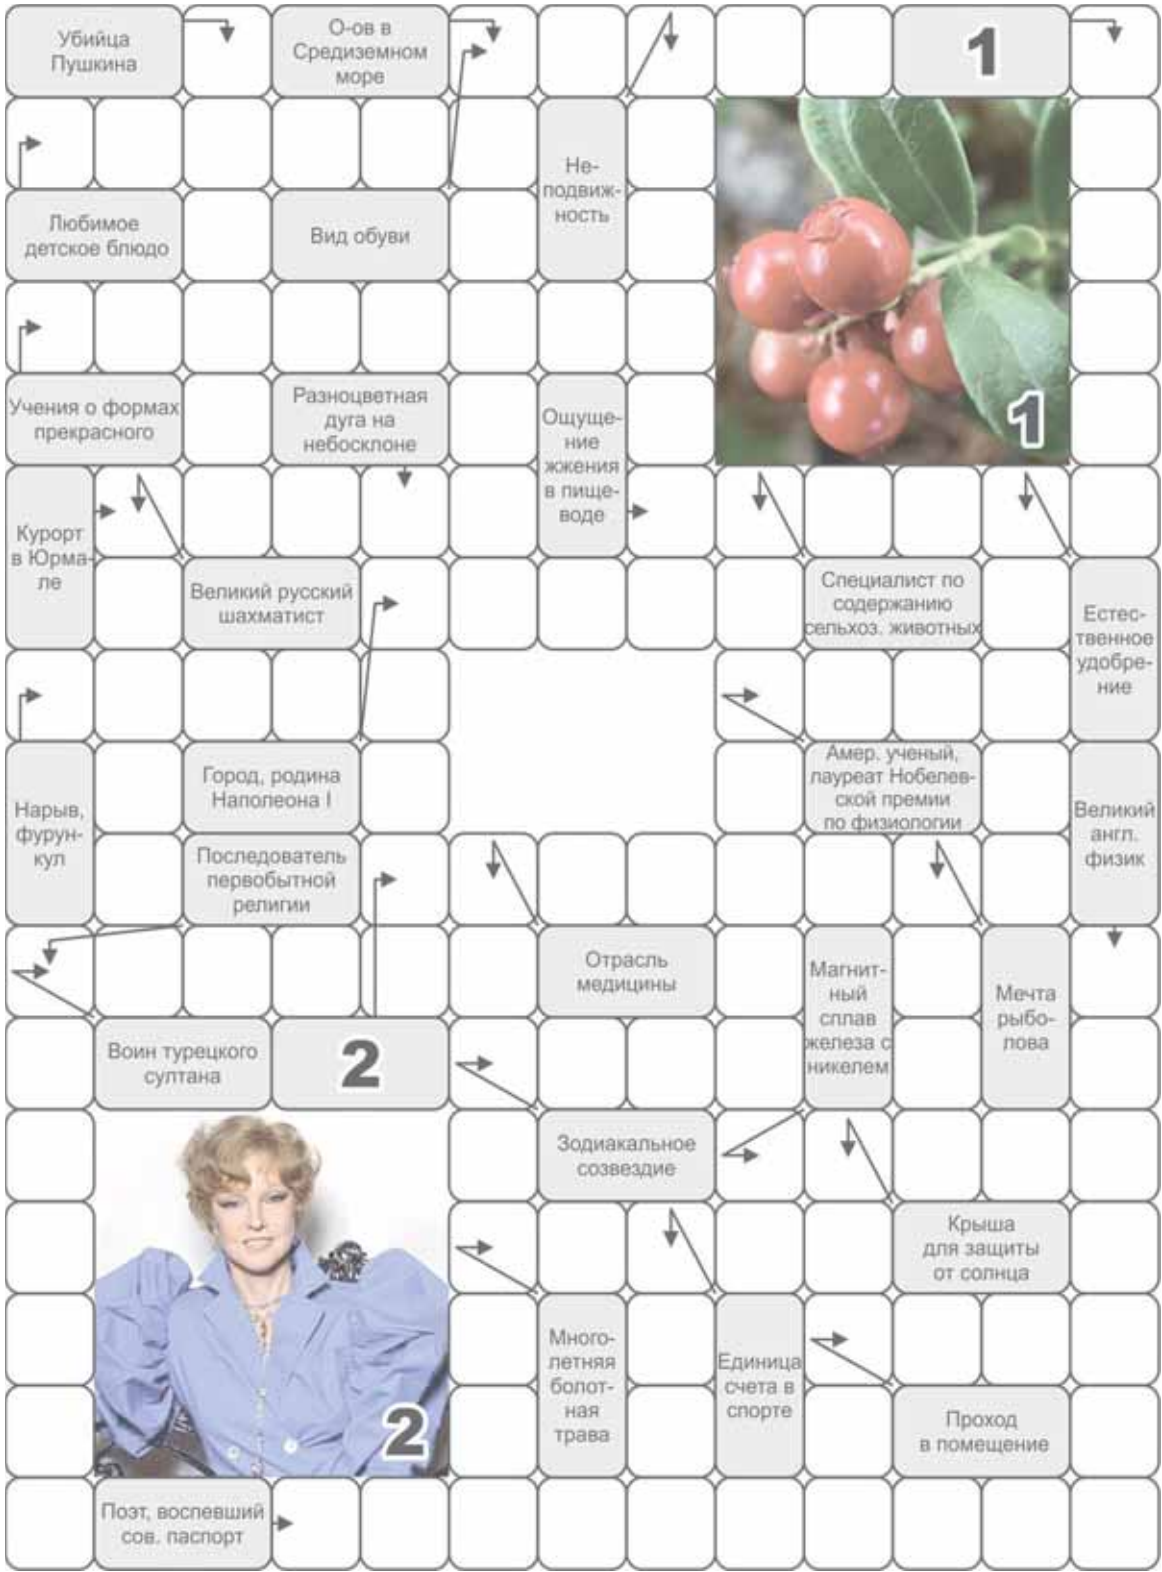 Убийца
Пушкина
О-ов в
Средиземном
море
1
Не-
подвиж-
ность
Любимое
детское блюдо
Вид обуви
1
Учения о формах
прекрасного
Разноцветная
дуга на
небосклоне
Ощуще-
ние
жжения
в пище-
воде
Курорт
в Юрма-
ле
Великий русский
шахматист
Специалист по
содержанию
сельхоз. животных
Естес-
твенное
удобре-
ние
Нарыв,
фурун-
кул
Город, родина
Наполеона I
Амер. ученый,
лауреат Нобелев-
ской премии
по физиологии
Великий
англ.
физик
Последователь
первобытной
религии
Отрасль
медицины
Магнит-
ный
сплав
железа с
никелем
Мечта
рыбо-
лова
Воин турецкого
султана
2
Зодиакальное
созвездие
Крыша
для защиты
от солнца
Много-
летняя
болот-
ная
трава
Единица
счета в
спорте
2
Проход
в помещение
Поэт, воспевший
сов. паспорт